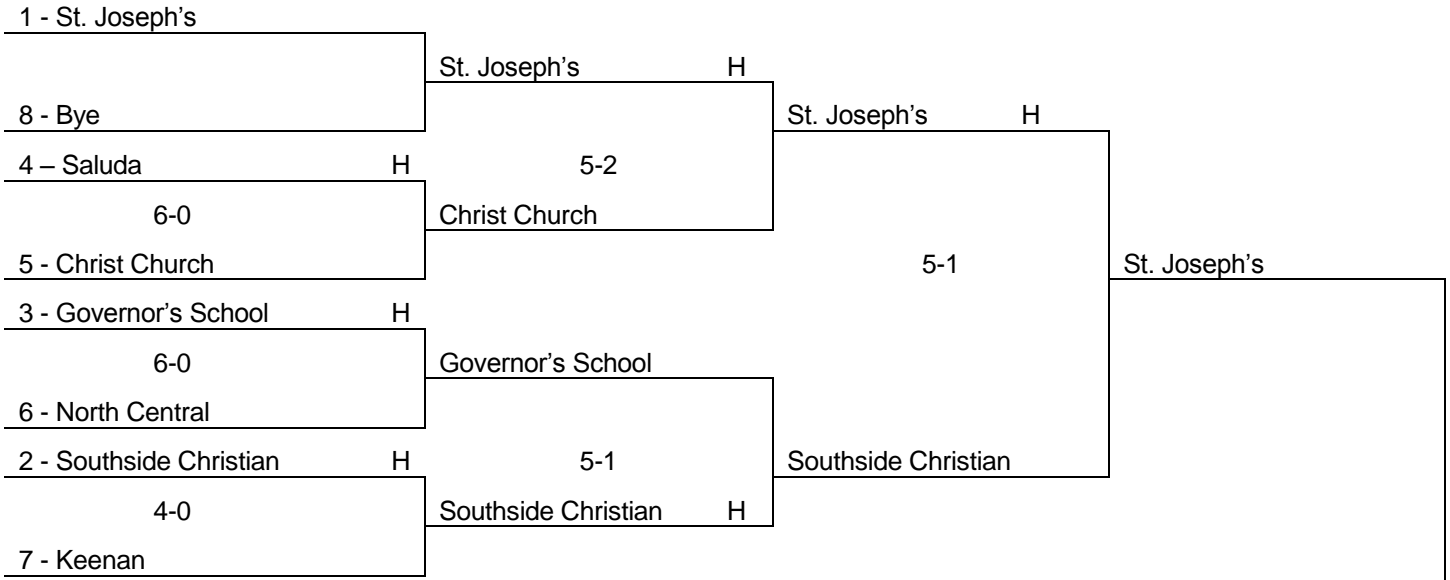 1 - St. Joseph’s
St. Joseph’s H
8 - Bye
St. Joseph’s H
4 – Saluda H
5-2
6-0
Christ Church
5 - Christ Church
5-1
St. Joseph’s
3 - Governor’s School H
6-0
Governor’s School
6 - North Central
2 - Southside Christian H
5-1
Southside Christian
4-0
Southside Christian H
7 - Keenan